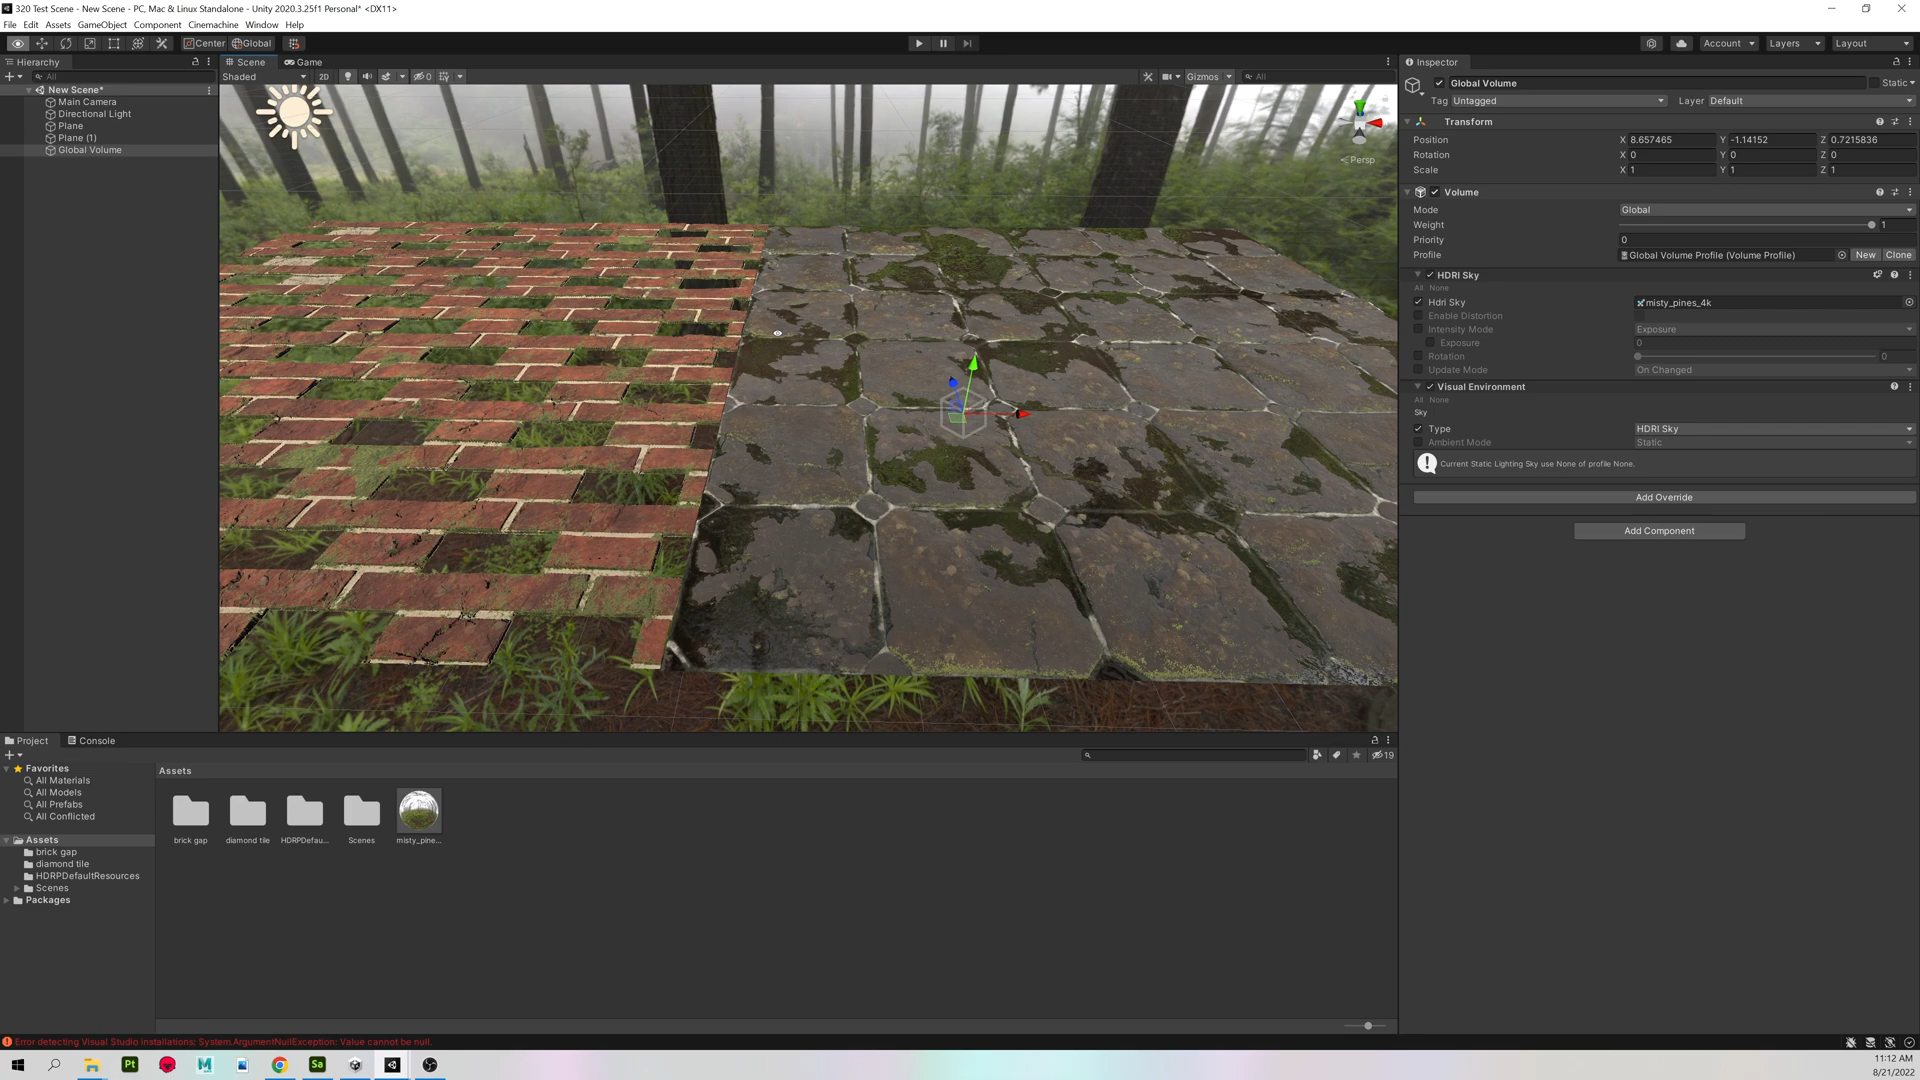 320 Test Scene - New Scene - PC, Mac & Linux Standalone - Unity 2020.3.25f1 Personal* <DX11>
File Edit Assets GameObject Component Cinemachine Window Help
Center Global Account Layers Layout
Hierarchy
All
New Scene*
Main Camera
Directional Light
Plane
Plane (1)
Global Volume
Scene Game
Shaded 2D 0 Gizmos All
Persp
Inspector
Global Volume Static
Tag Untagged Layer Default
Transform
Position X 8.657465 Y -1.14152 Z 0.7215836
Rotation X 0 Y 0 Z 0
Scale X 1 Y 1 Z 1
Volume
Mode Global
Weight 1
Priority 0
Profile Global Volume Profile (Volume Profile) New Clone
HDRI Sky
All None
Hdri Sky misty_pines_4k
Enable Distortion
Intensity Mode Exposure
Exposure 0
Rotation 0
Update Mode On Changed
Visual Environment
All None
Sky
Type HDRI Sky
Ambient Mode Static
Current Static Lighting Sky use None of profile None.
Add Override
Add Component
Project Console
19
Favorites
All Materials
All Models
All Prefabs
All Conflicted
Assets
brick gap
diamond tile
HDRPDefaultResources
Scenes
Packages
Assets
brick gap diamond tile HDRPDefau... Scenes misty_pine...
Error detecting Visual Studio installations: System.ArgumentNullException: Value cannot be null.
Pt M Sa
11:12 AM
8/21/2022